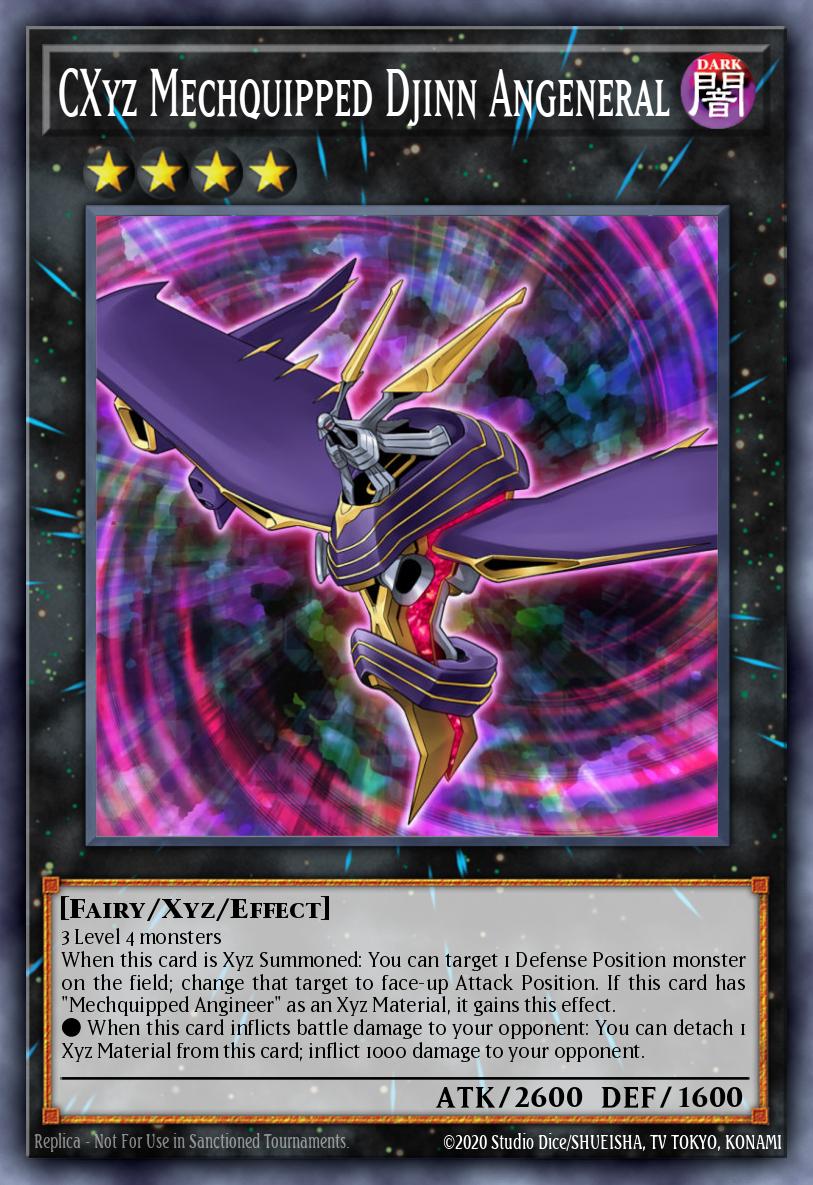 CXyz Mechquipped Djinn Angeneral
DARK
闇
[Fairy/Xyz/Effect]
3 Level 4 monsters
When this card is Xyz Summoned: You can target 1 Defense Position monster
on the field; change that target to face-up Attack Position. If this card has
"Mechquipped Angineer" as an Xyz Material, it gains this effect.
● When this card inflicts battle damage to your opponent: You can detach 1
Xyz Material from this card; inflict 1000 damage to your opponent.
ATK/2600 DEF/1600
Replica - Not For Use in Sanctioned Tournaments.
©2020 Studio Dice/SHUEISHA, TV TOKYO, KONAMI